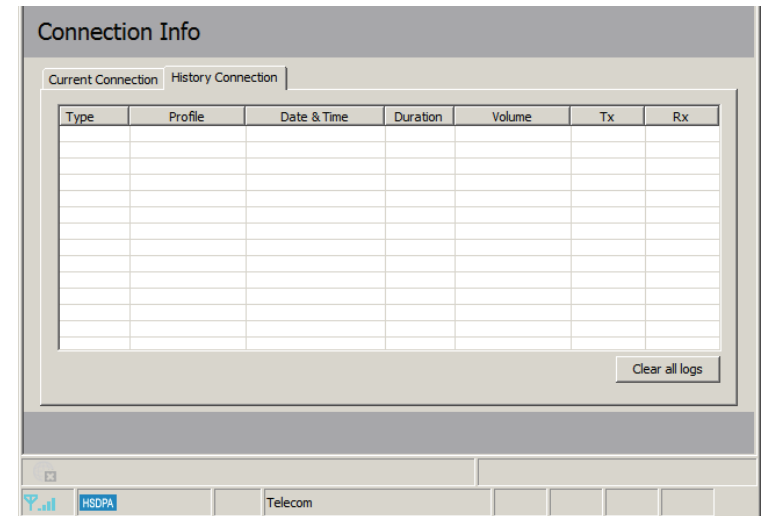 Connection Info
Current Connection History Connection
Type Profile Date & Time Duration Volume Tx Rx
Clear all logs
HSDPA Telecom